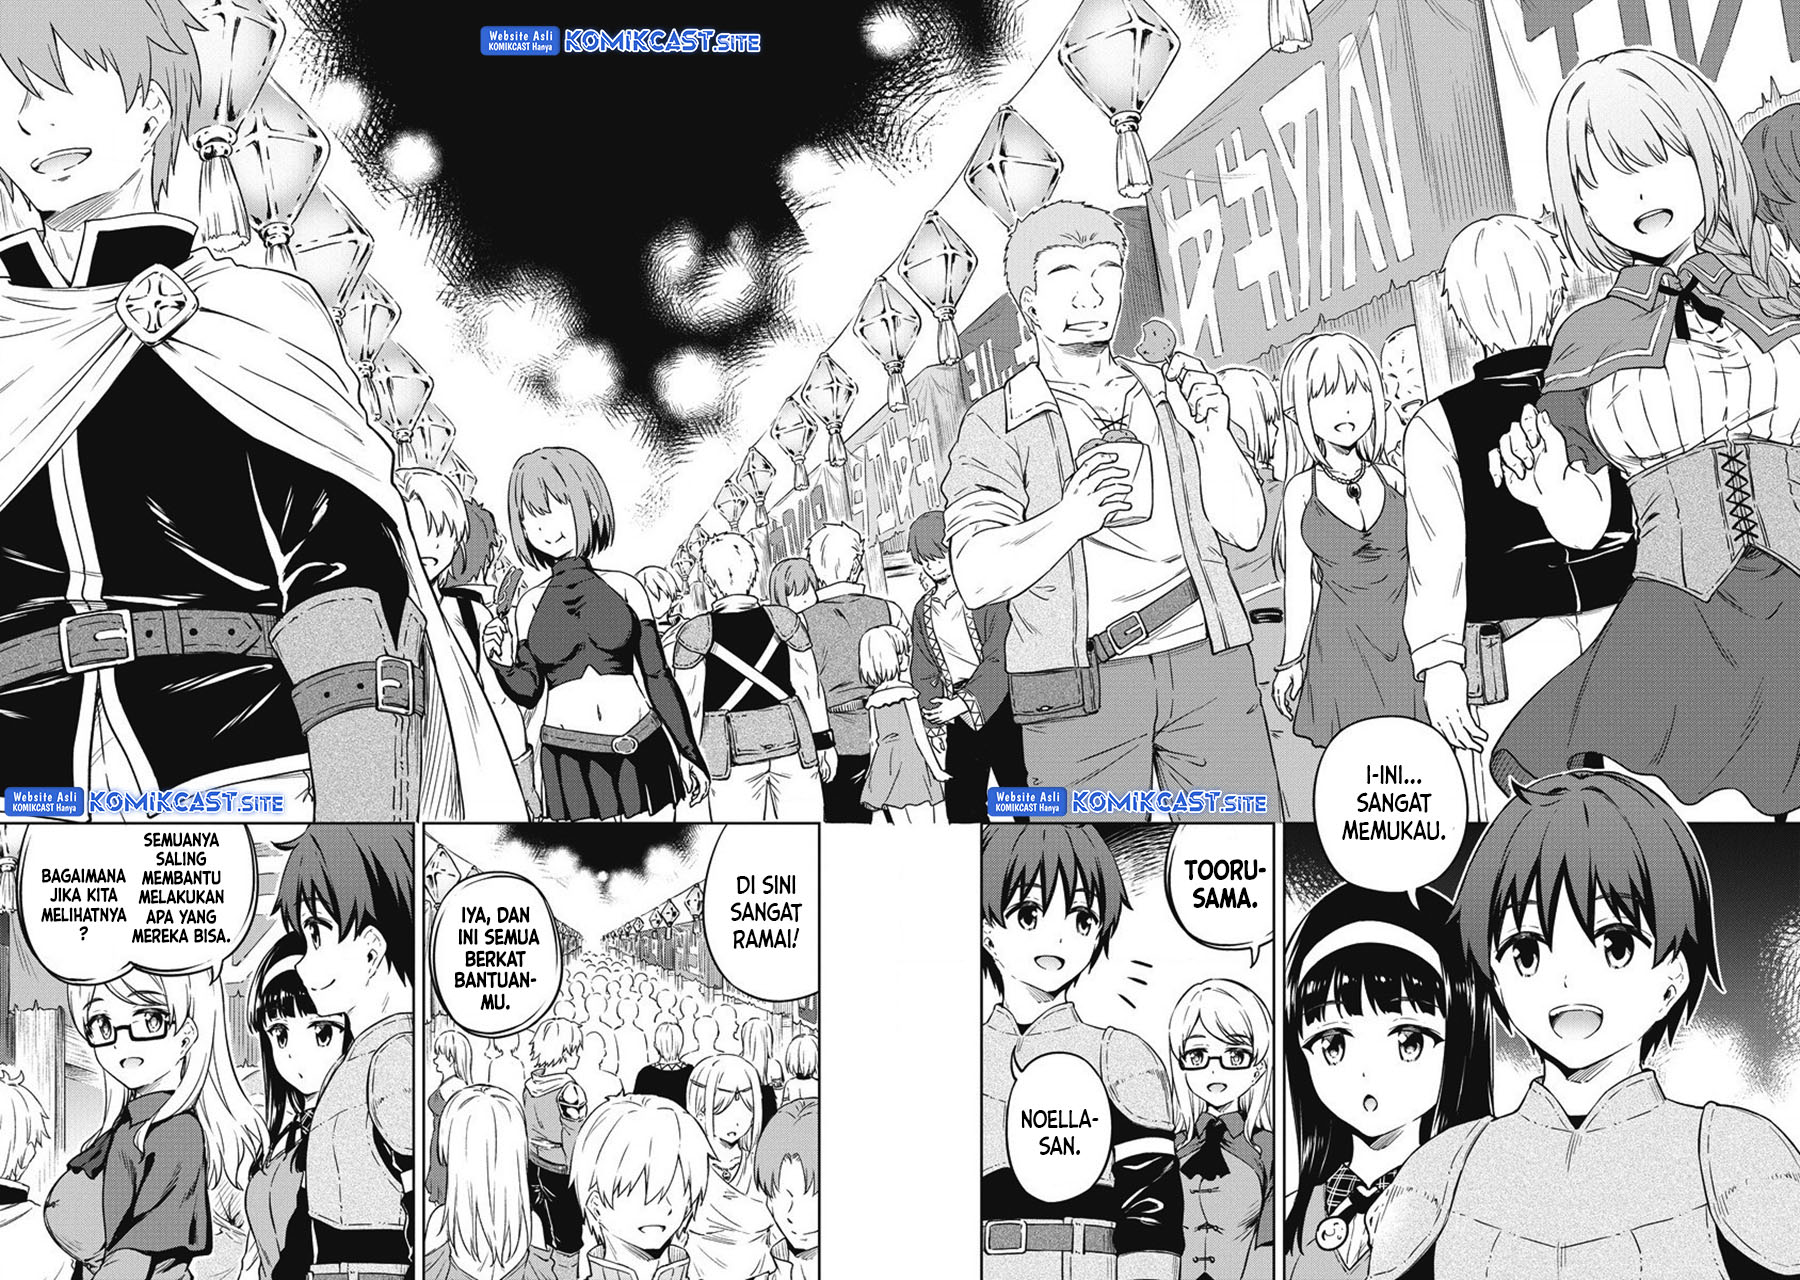 Website Asli
KOMIKCAST Hanya
KOMIKCAST.SITE
Website Asli
KOMIKCAST Hanya
KOMIKCAST.SITE
Website Asli
KOMIKCAST Hanya
KOMIKCAST.SITE
I-INI...
SANGAT
MEMUKAU.
TOORU-
SAMA.
NOELLA-
SAN.
DI SINI
SANGAT
RAMAI!
IYA, DAN
INI SEMUA
BERKAT
BANTUAN-
MU.
SEMUANYA
SALING
MEMBANTU
MELAKUKAN
APA YANG
MEREKA BISA.
BAGAIMANA
JIKA KITA
MELIHATNYA
?